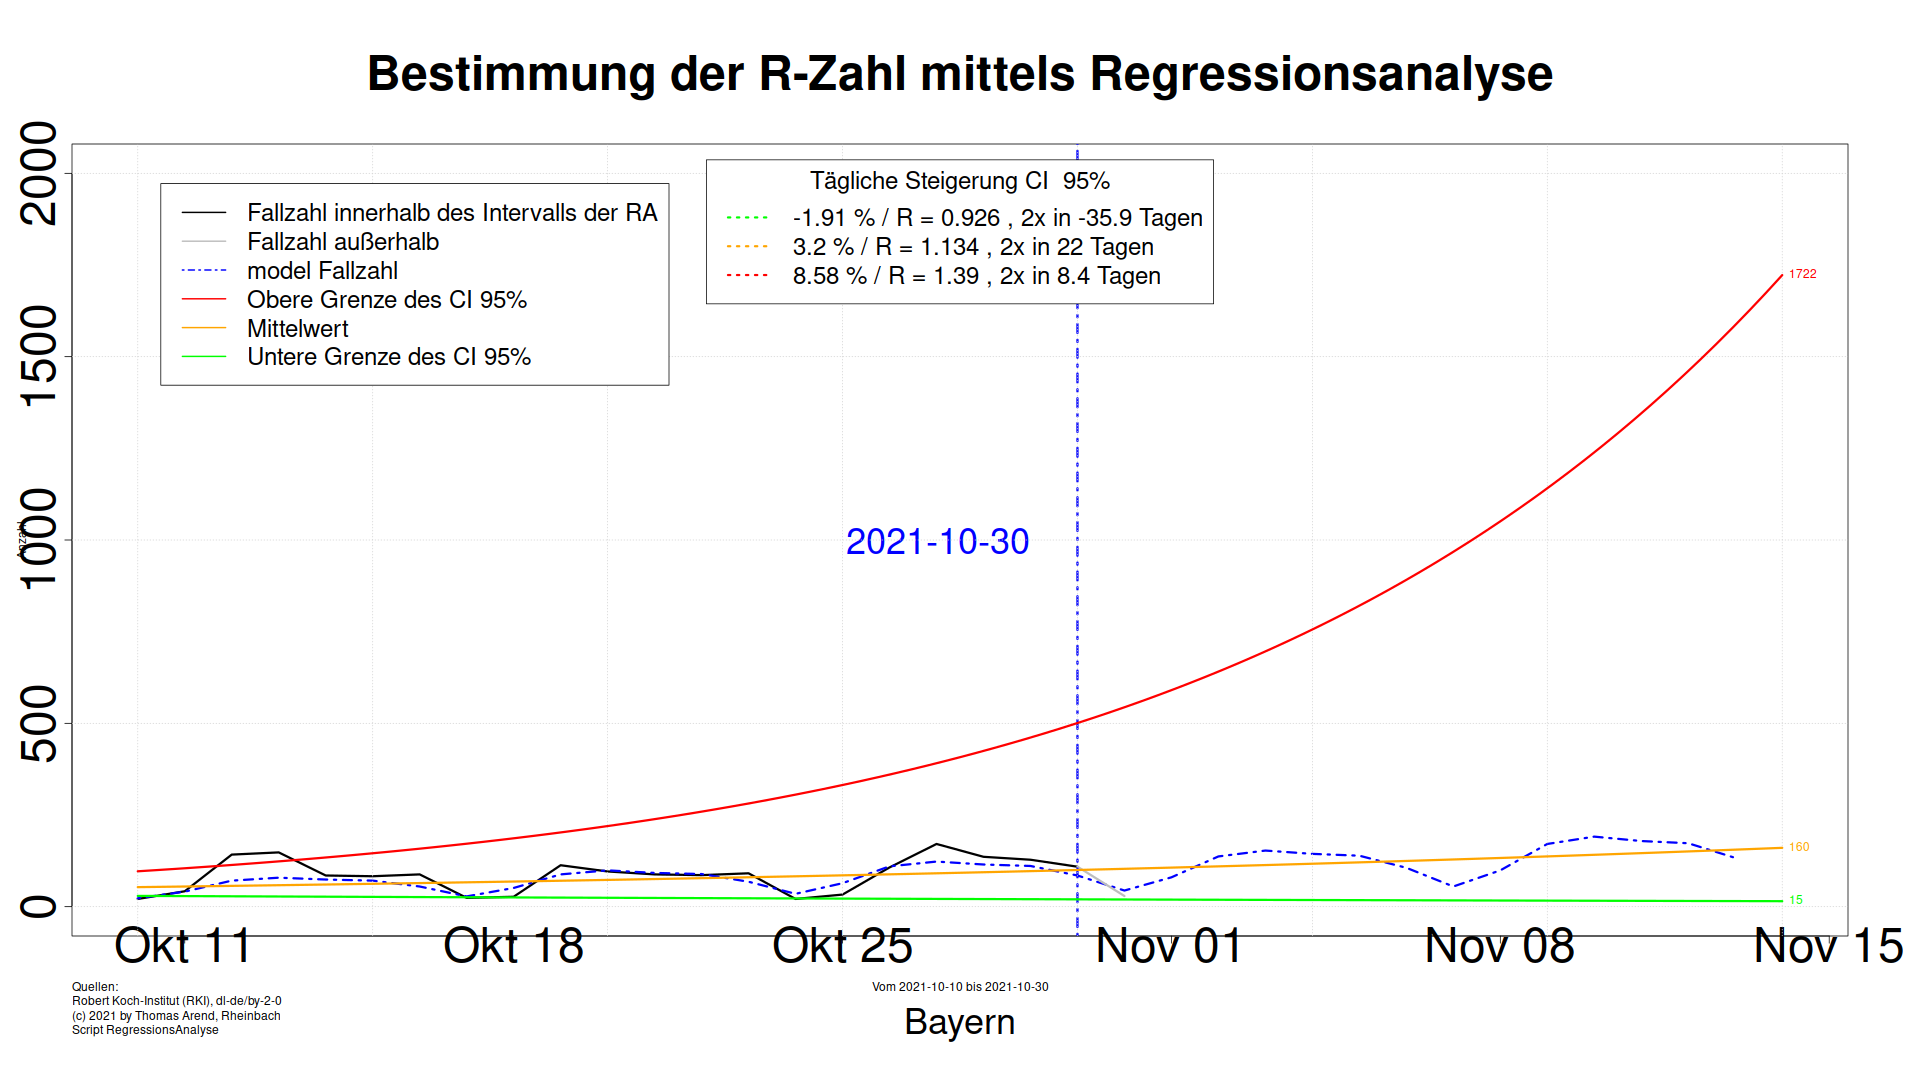 Bestimmung der R-Zahl mittels Regressionsanalyse
2000
1500
1000
500
0
Anzahl
Fallzahl innerhalb des Intervalls der RA
Fallzahl außerhalb
model Fallzahl
Obere Grenze des CI 95%
Mittelwert
Untere Grenze des CI 95%
Tägliche Steigerung CI  95%
-1.91 % / R = 0.926 , 2x in -35.9 Tagen
3.2 % / R = 1.134 , 2x in 22 Tagen
8.58 % / R = 1.39 , 2x in 8.4 Tagen
1722
2021-10-30
160
15
Okt 11 Okt 18 Okt 25 Nov 01 Nov 08 Nov 15
Quellen:
Robert Koch-Institut (RKI), dl-de/by-2-0
(c) 2021 by Thomas Arend, Rheinbach
Script RegressionsAnalyse
Vom 2021-10-10 bis 2021-10-30
Bayern